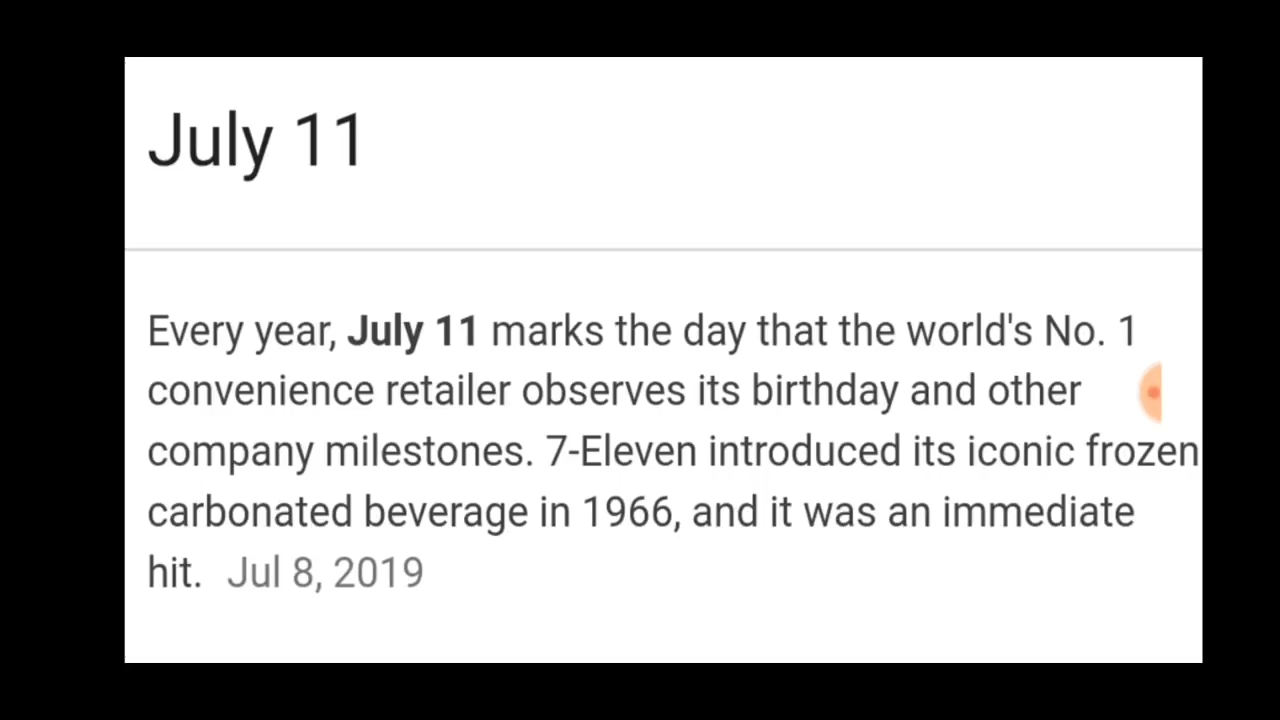 July 11
Every year, July 11 marks the day that the world's No. 1
convenience retailer observes its birthday and other
company milestones. 7-Eleven introduced its iconic frozen
carbonated beverage in 1966, and it was an immediate
hit. Jul 8, 2019